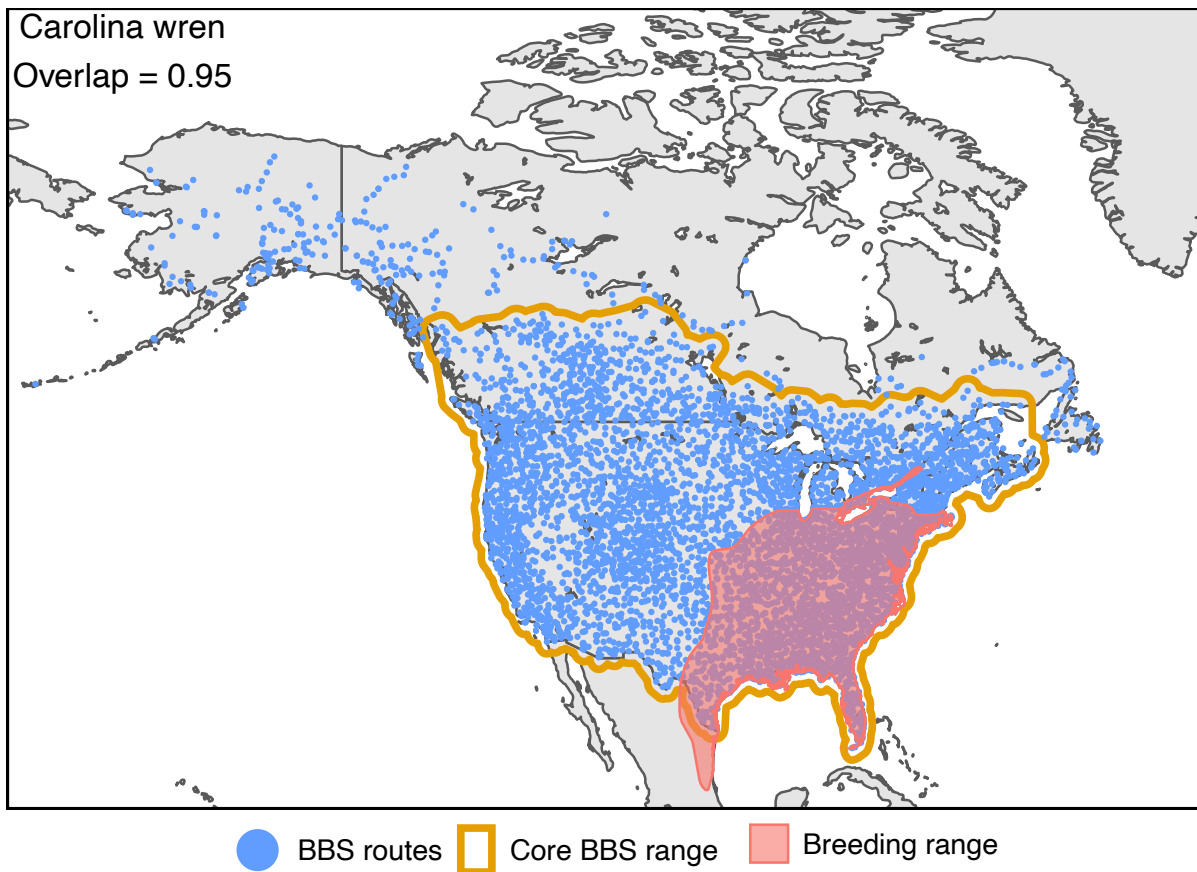 Carolina wren
Overlap = 0.95
BBS routes
Core BBS range
Breeding range